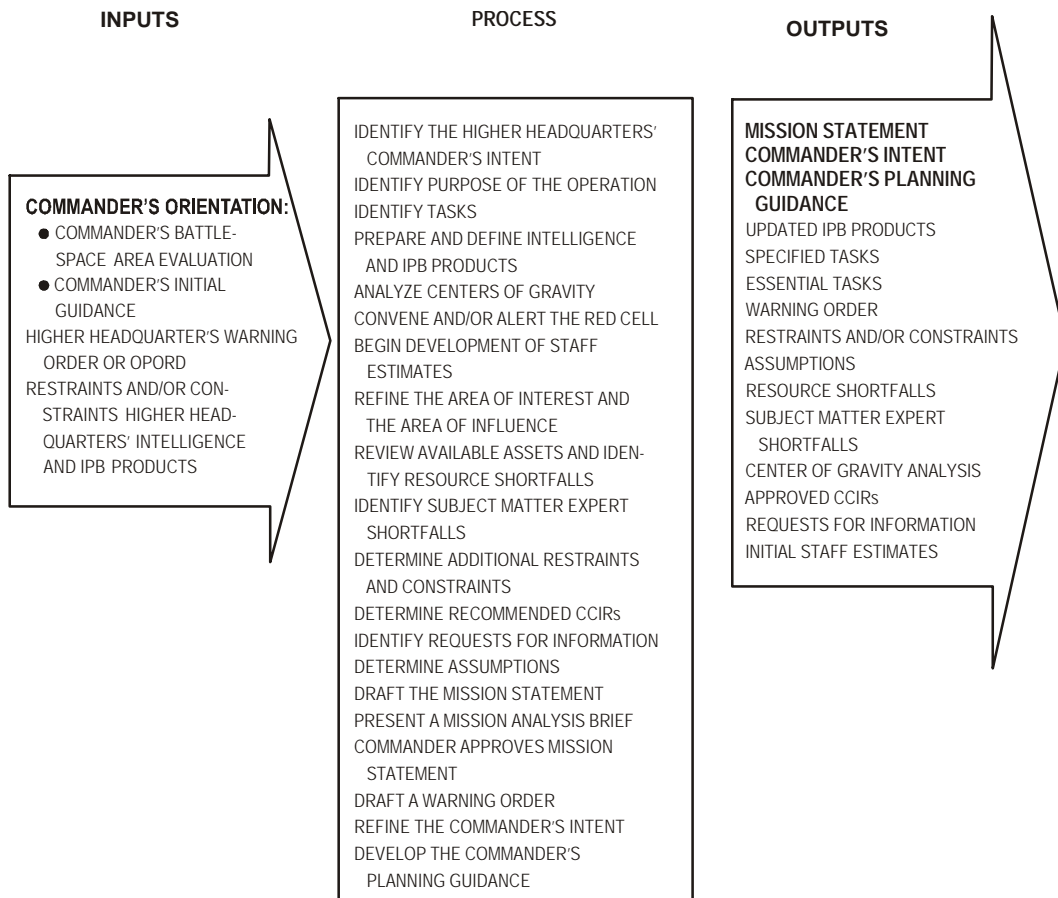 INPUTS
COMMANDER'S ORIENTATION:
● COMMANDER'S BATTLE-
SPACE AREA EVALUATION
● COMMANDER'S INITIAL
GUIDANCE
HIGHER HEADQUARTER'S WARNING
ORDER OR OPORD
RESTRAINTS AND/OR CON-
STRAINTS HIGHER HEAD-
QUARTERS' INTELLIGENCE
AND IPB PRODUCTS
PROCESS
IDENTIFY THE HIGHER HEADQUARTERS'
COMMANDER'S INTENT
IDENTIFY PURPOSE OF THE OPERATION
IDENTIFY TASKS
PREPARE AND DEFINE INTELLIGENCE
AND IPB PRODUCTS
ANALYZE CENTERS OF GRAVITY
CONVENE AND/OR ALERT THE RED CELL
BEGIN DEVELOPMENT OF STAFF
ESTIMATES
REFINE THE AREA OF INTEREST AND
THE AREA OF INFLUENCE
REVIEW AVAILABLE ASSETS AND IDEN-
TIFY RESOURCE SHORTFALLS
IDENTIFY SUBJECT MATTER EXPERT
SHORTFALLS
DETERMINE ADDITIONAL RESTRAINTS
AND CONSTRAINTS
DETERMINE RECOMMENDED CCIRs
IDENTIFY REQUESTS FOR INFORMATION
DETERMINE ASSUMPTIONS
DRAFT THE MISSION STATEMENT
PRESENT A MISSION ANALYSIS BRIEF
COMMANDER APPROVES MISSION
STATEMENT
DRAFT A WARNING ORDER
REFINE THE COMMANDER'S INTENT
DEVELOP THE COMMANDER'S
PLANNING GUIDANCE
OUTPUTS
MISSION STATEMENT
COMMANDER'S INTENT
COMMANDER'S PLANNING
GUIDANCE
UPDATED IPB PRODUCTS
SPECIFIED TASKS
ESSENTIAL TASKS
WARNING ORDER
RESTRAINTS AND/OR CONSTRAINTS
ASSUMPTIONS
RESOURCE SHORTFALLS
SUBJECT MATTER EXPERT
SHORTFALLS
CENTER OF GRAVITY ANALYSIS
APPROVED CCIRs
REQUESTS FOR INFORMATION
INITIAL STAFF ESTIMATES